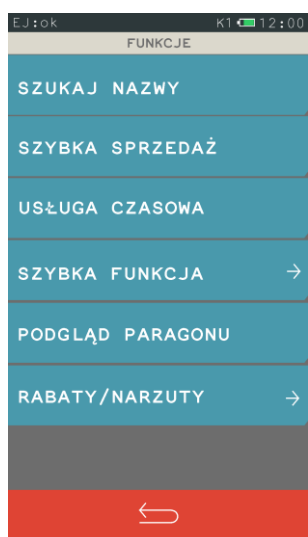 EJ:ok K1 12:00
FUNKCJE
SZUKAJ NAZWY
SZYBKA SPRZEDAŻ
USŁUGA CZASOWA
SZYBKA FUNKCJA
PODGLĄD PARAGONU
RABATY/NARZUTY